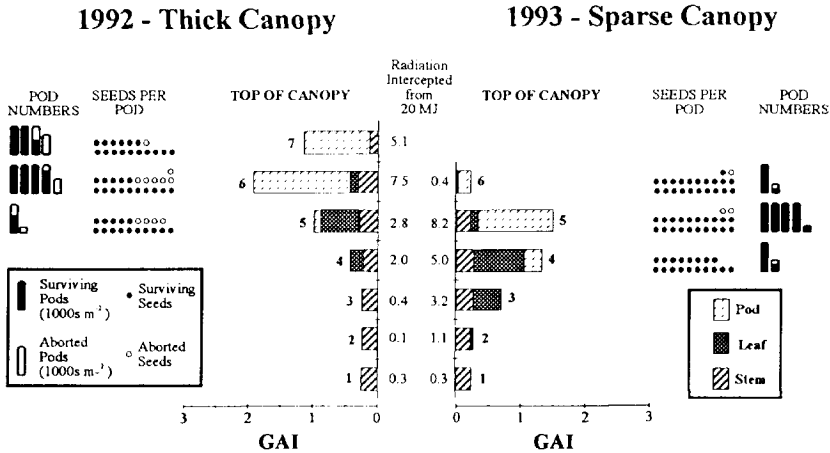 1992 - Thick Canopy
1993 - Sparse Canopy
POD
NUMBERS
SEEDS PER
POD
TOP OF CANOPY
Radiation
Intercepted
from
20 MJ
TOP OF CANOPY
SEEDS PER
POD
POD
NUMBERS
7 5.1
6 7.5 0.4 6
5 2.8 8.2 5
4 2.0 5.0 4
3 0.4 3.2 3
2 0.1 1.1 2
1 0.3 0.3 1
Surviving
Pods
(1000s m⁻²)
Surviving
Seeds
Aborted
Pods
(1000s m⁻²)
Aborted
Seeds
Pod
Leaf
Stem
3 2 1 0
0 1 2 3
GAI
GAI